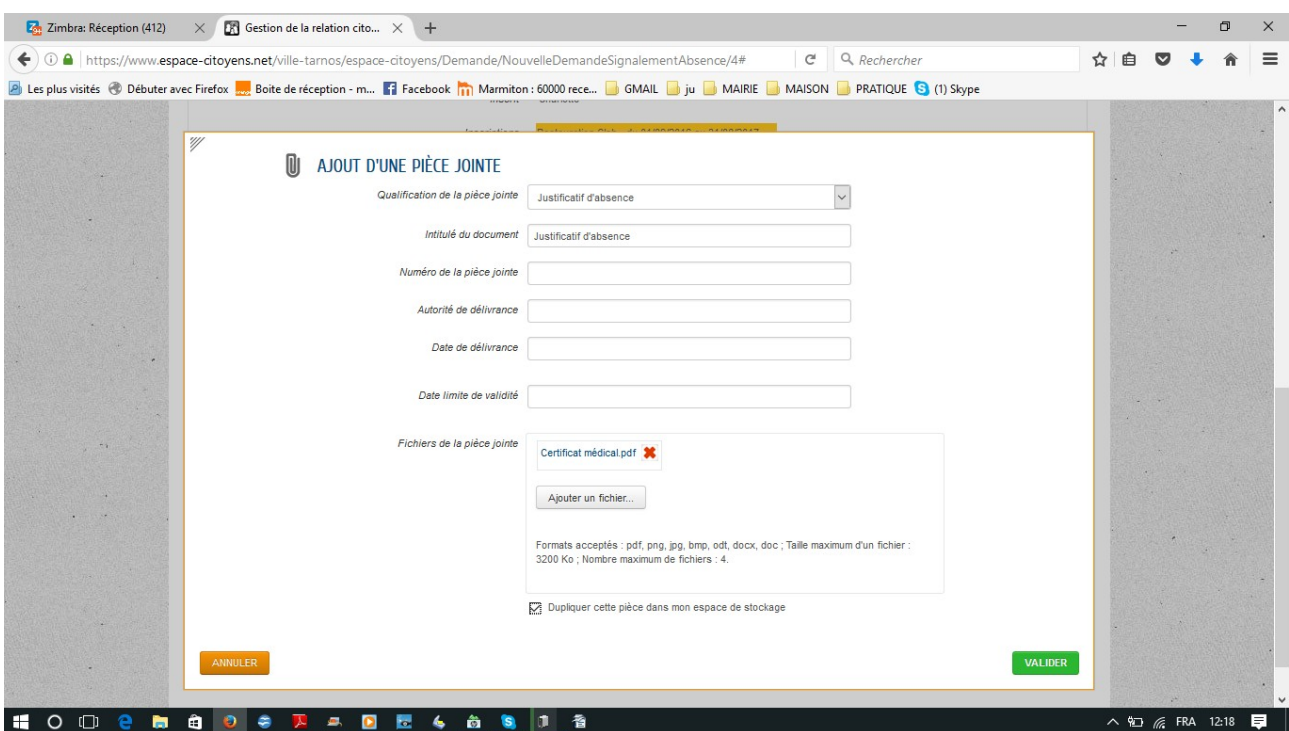 Zimbra: Réception (412)
Gestion de la relation cito...
https://www.espace-citoyens.net/ville-tarnos/espace-citoyens/Demande/NouvelleDemandeSignalementAbsence/4#
Rechercher
Les plus visités
Débuter avec Firefox
Boite de réception - m...
Facebook
Marmiton : 60000 rece...
GMAIL
ju
MAIRIE
MAISON
PRATIQUE
(1) Skype
AJOUT D'UNE PIÈCE JOINTE
Qualification de la pièce jointe
Justificatif d'absence
Intitulé du document
Justificatif d'absence
Numéro de la pièce jointe
Autorité de délivrance
Date de délivrance
Date limite de validité
Fichiers de la pièce jointe
Certificat médical.pdf
Ajouter un fichier...
Formats acceptés : pdf, png, jpg, bmp, odt, docx, doc ; Taille maximum d'un fichier :
3200 Ko ; Nombre maximum de fichiers : 4.
Dupliquer cette pièce dans mon espace de stockage
ANNULER
VALIDER
FRA
12:18